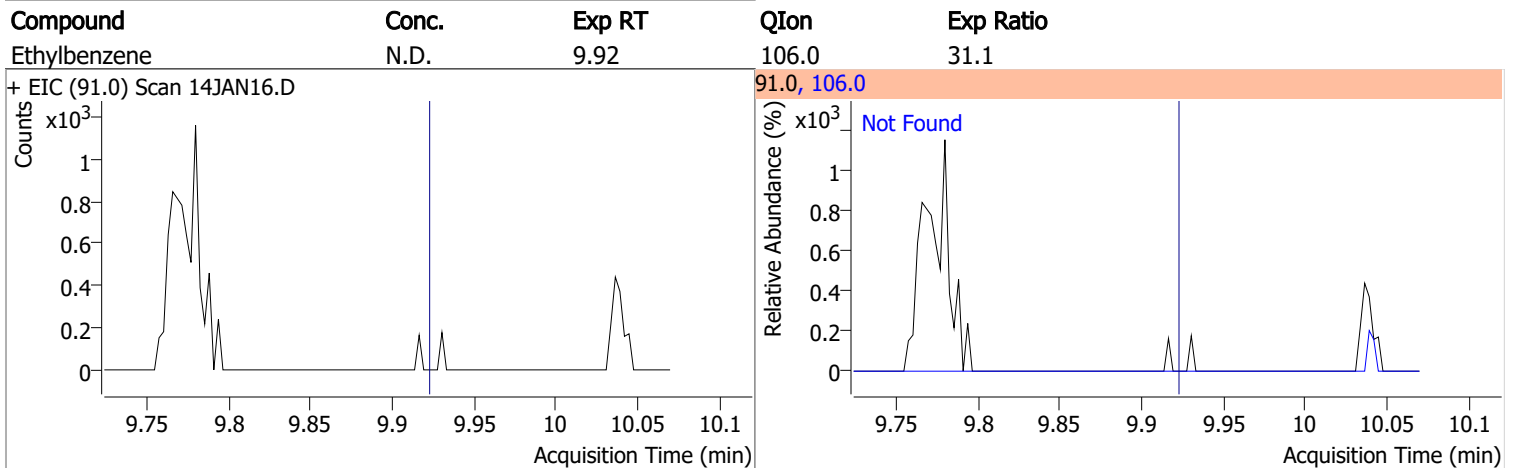 Compound Conc. Exp RT QIon Exp Ratio
Ethylbenzene N.D. 9.92 106.0 31.1
+ EIC (91.0) Scan 14JAN16.D
Counts
x10³
1
0.8
0.6
0.4
0.2
0
9.75 9.8 9.85 9.9 9.95 10 10.05 10.1
Acquisition Time (min)
91.0, 106.0
Relative Abundance (%)
x10³
Not Found
1
0.8
0.6
0.4
0.2
0
9.75 9.8 9.85 9.9 9.95 10 10.05 10.1
Acquisition Time (min)